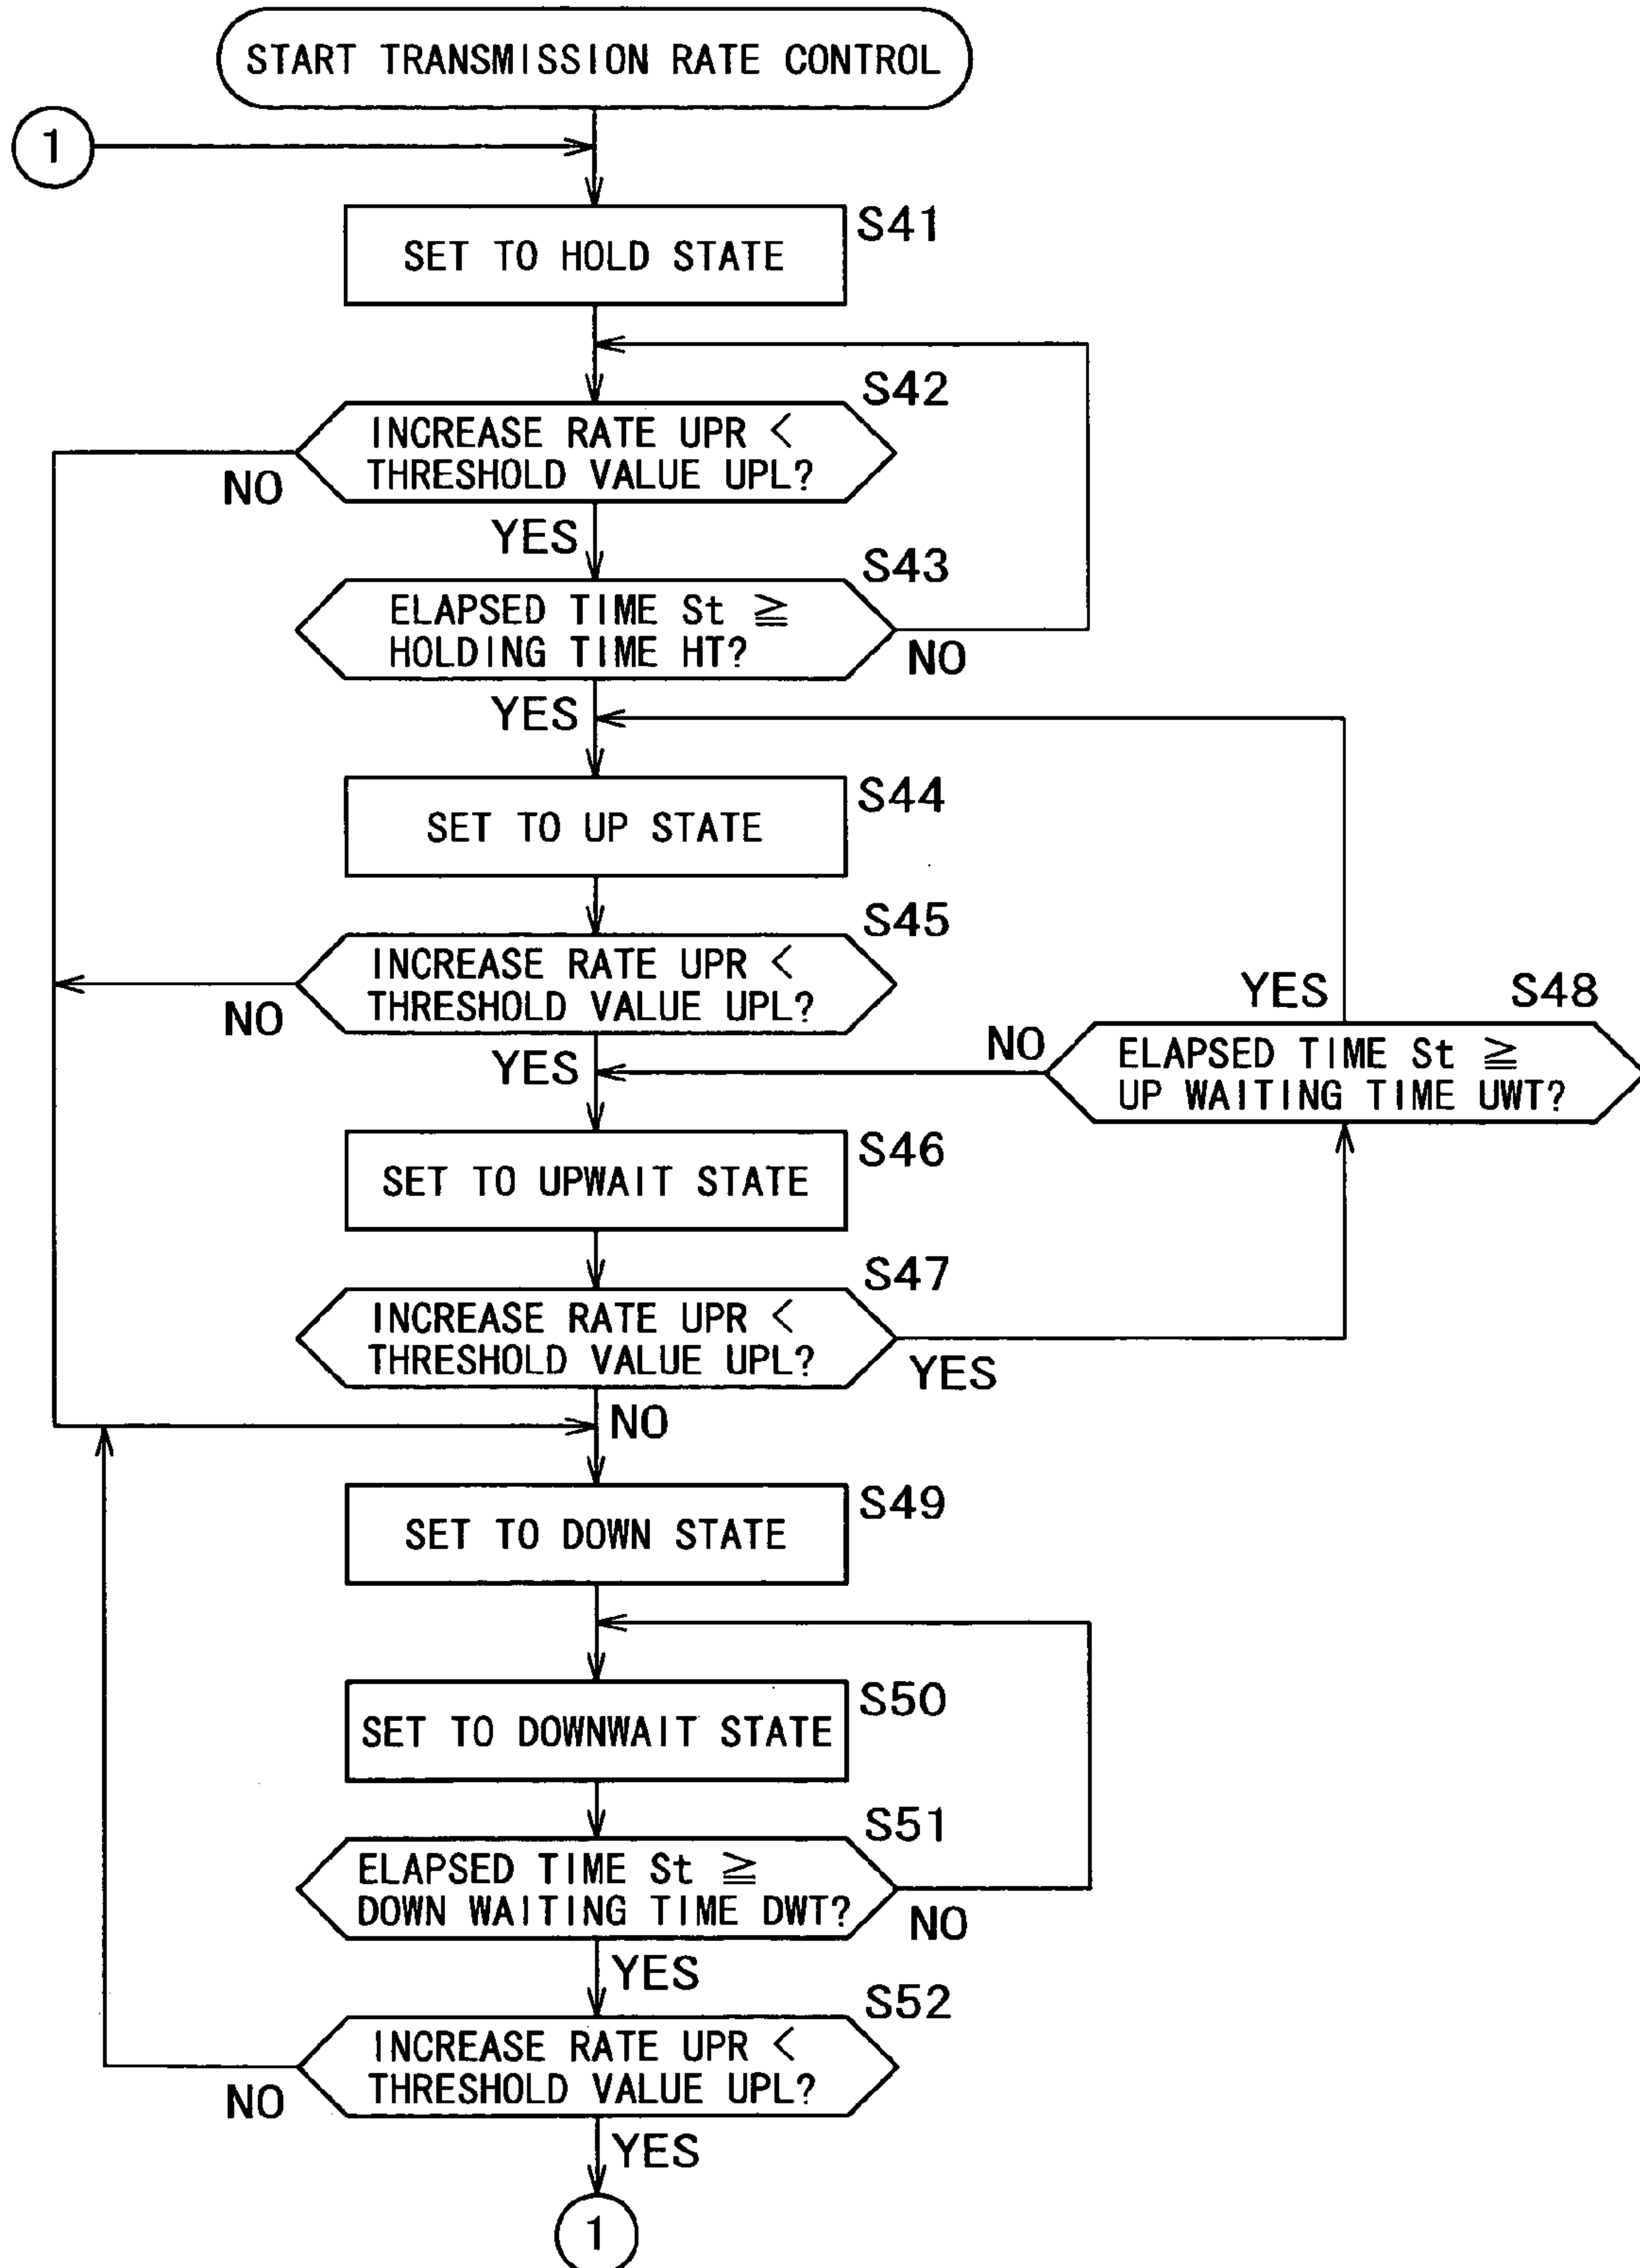 START TRANSMISSION RATE CONTROL
1
S41
SET TO HOLD STATE
S42
INCREASE RATE UPR <
THRESHOLD VALUE UPL?
NO
YES
S43
ELAPSED TIME St ≧
HOLDING TIME HT?
NO
YES
S44
SET TO UP STATE
S45
INCREASE RATE UPR <
THRESHOLD VALUE UPL?
NO
YES
YES
S48
NO
ELAPSED TIME St ≧
UP WAITING TIME UWT?
S46
SET TO UPWAIT STATE
S47
INCREASE RATE UPR <
THRESHOLD VALUE UPL?
YES
NO
S49
SET TO DOWN STATE
S50
SET TO DOWNWAIT STATE
S51
ELAPSED TIME St ≧
DOWN WAITING TIME DWT?
NO
YES
S52
INCREASE RATE UPR <
THRESHOLD VALUE UPL?
NO
YES
1